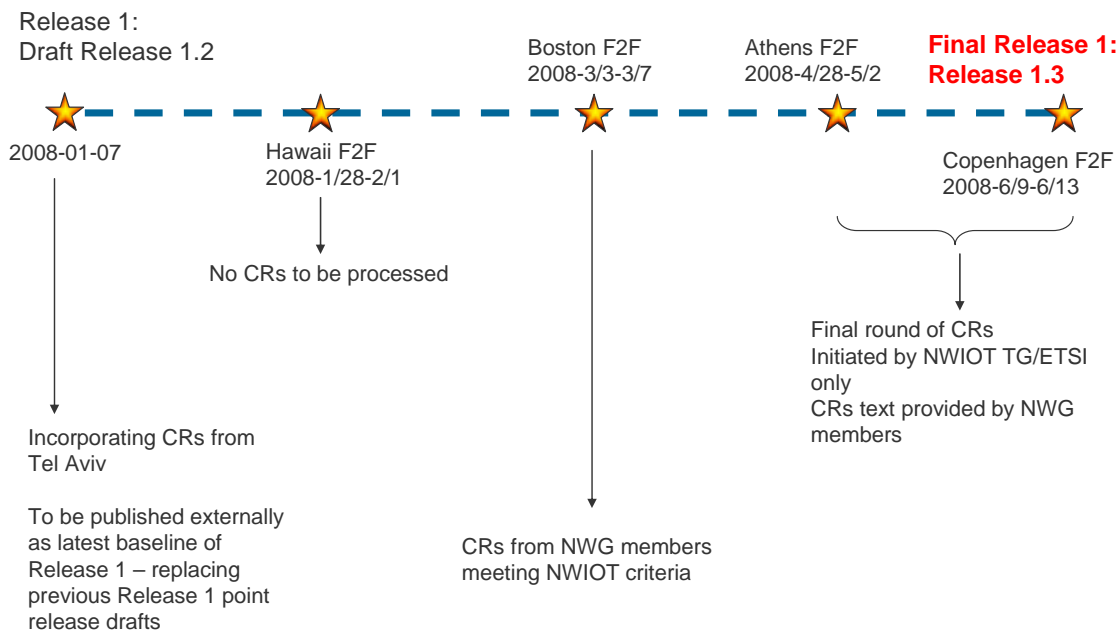 Release 1:
Draft Release 1.2
Boston F2F
2008-3/3-3/7
Athens F2F
2008-4/28-5/2
Final Release 1:
Release 1.3
2008-01-07
Hawaii F2F
2008-1/28-2/1
Copenhagen F2F
2008-6/9-6/13
No CRs to be processed
Final round of CRs
Initiated by NWIOT TG/ETSI
only
CRs text provided by NWG
members
Incorporating CRs from
Tel Aviv
To be published externally
as latest baseline of
Release 1 – replacing
previous Release 1 point
release drafts
CRs from NWG members
meeting NWIOT criteria